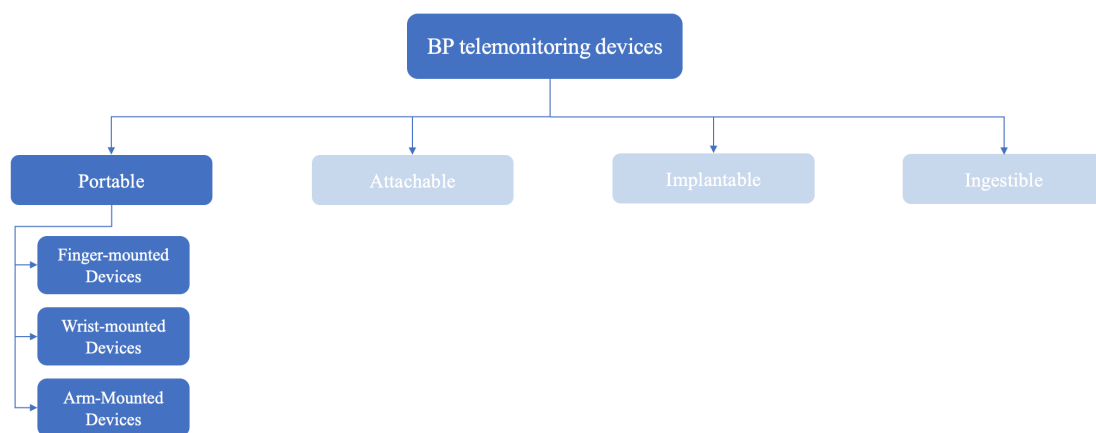 BP telemonitoring devices
Portable
Attachable
Implantable
Ingestible
Finger-mounted
Devices
Wrist-mounted
Devices
Arm-Mounted
Devices